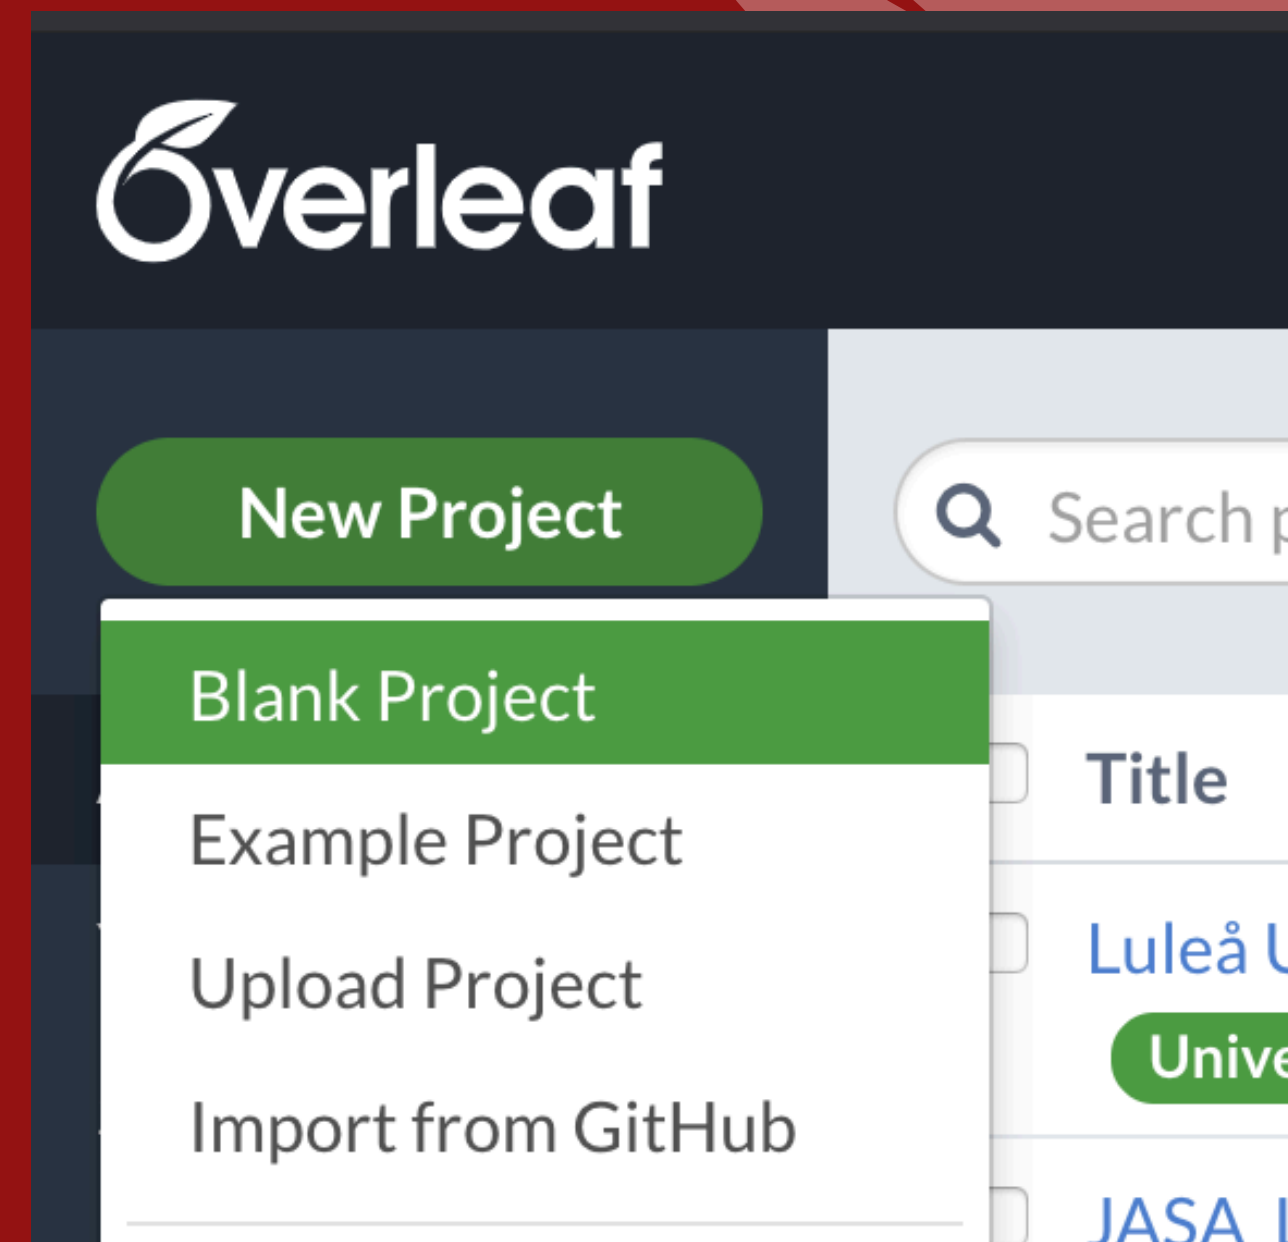 Overleaf
New Project
Search
Blank Project
Example Project
Upload Project
Import from GitHub
Title
Luleå
JASA